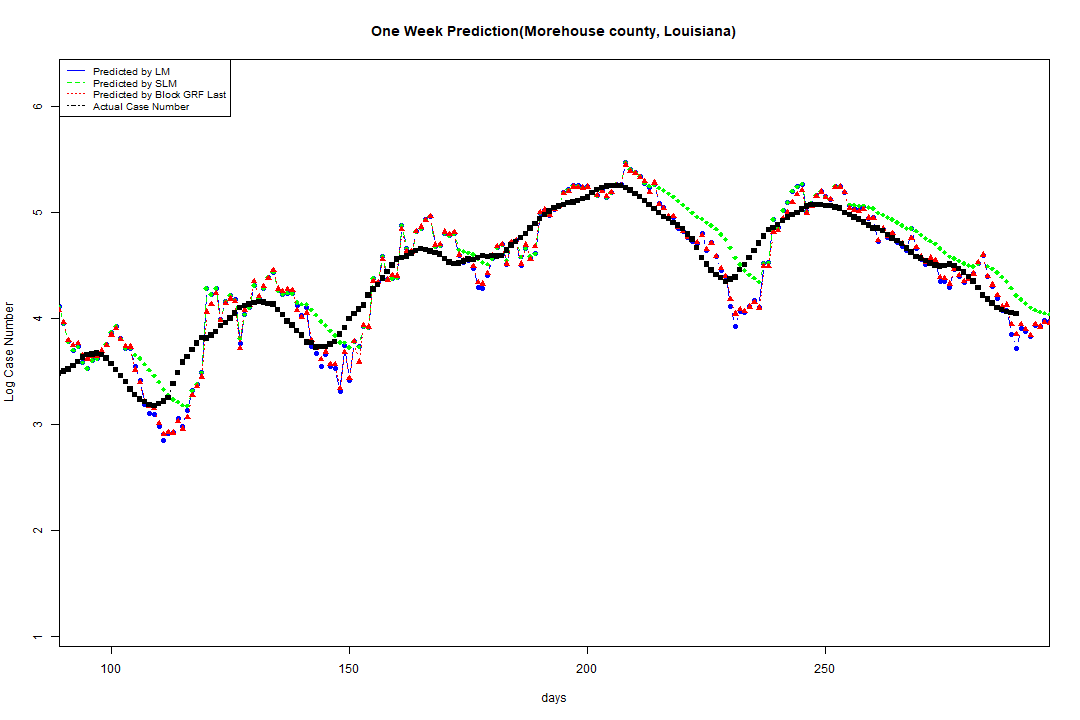 One Week Prediction(Morehouse county, Louisiana)
Predicted by LM
Predicted by SLM
Predicted by Block GRF Last
Actual Case Number
6
5
4
3
2
1
Log Case Number
100 150 200 250
days